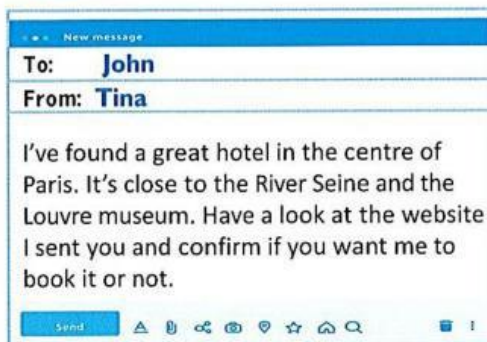 New message
To: John
From: Tina
I've found a great hotel in the centre of
Paris. It's close to the River Seine and the
Louvre museum. Have a look at the website
I sent you and confirm if you want me to
book it or not.
Send